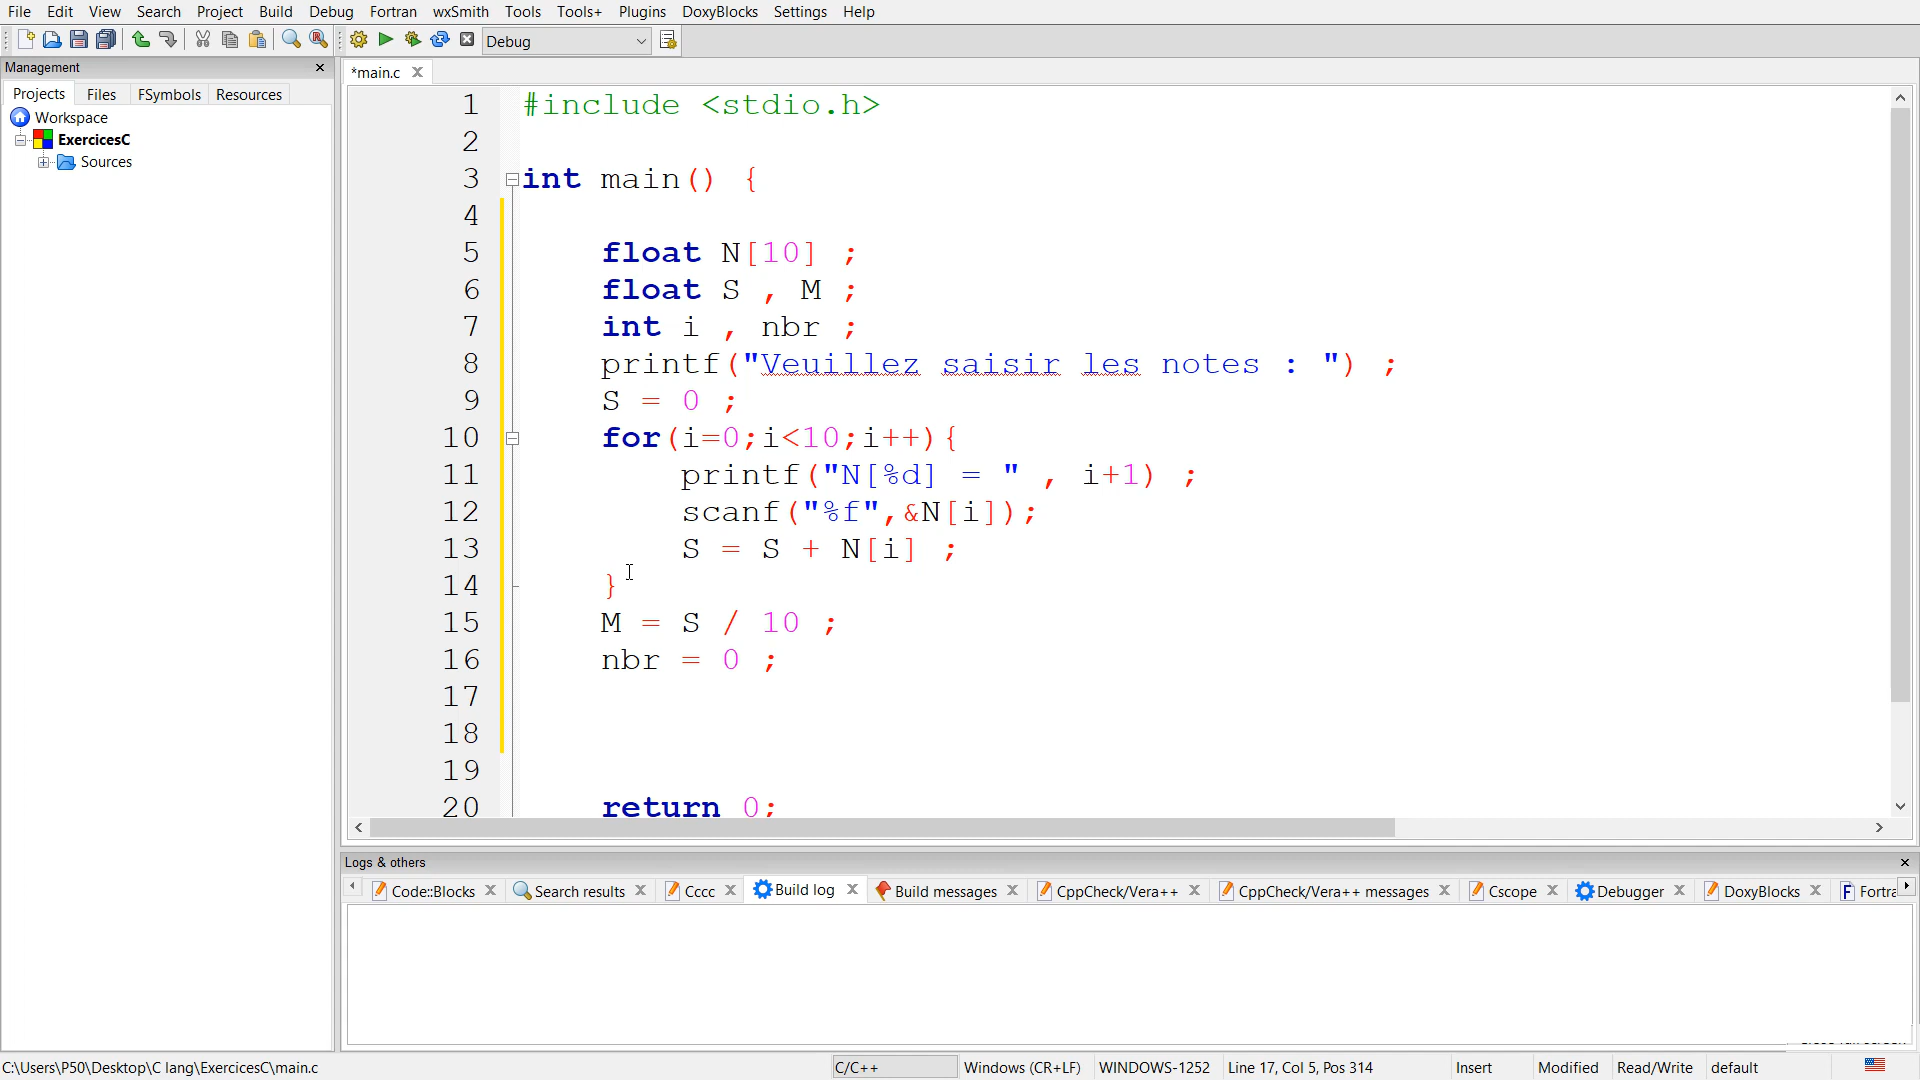 File Edit View Search Project Build Debug Fortran wxSmith Tools Tools+ Plugins DoxyBlocks Settings Help
Debug
Management
*main.c
Projects Files FSymbols Resources
Workspace
ExercicesC
Sources
1 #include <stdio.h>
2
3 int main() {
4
5 float N[10] ;
6 float S , M ;
7 int i , nbr ;
8 printf("Veuillez saisir les notes : ") ;
9 S = 0 ;
10 for(i=0;i<10;i++){
11 printf("N[%d] = " , i+1) ;
12 scanf("%f",&N[i]);
13 S = S + N[i] ;
14 }
15 M = S / 10 ;
16 nbr = 0 ;
17
18
19
20 return 0;
Logs & others
Code::Blocks Search results Cccc Build log Build messages CppCheck/Vera++ CppCheck/Vera++ messages Cscope Debugger DoxyBlocks Fortra
C:\Users\P50\Desktop\C lang\ExercicesC\main.c C/C++ Windows (CR+LF) WINDOWS-1252 Line 17, Col 5, Pos 314 Insert Modified Read/Write default